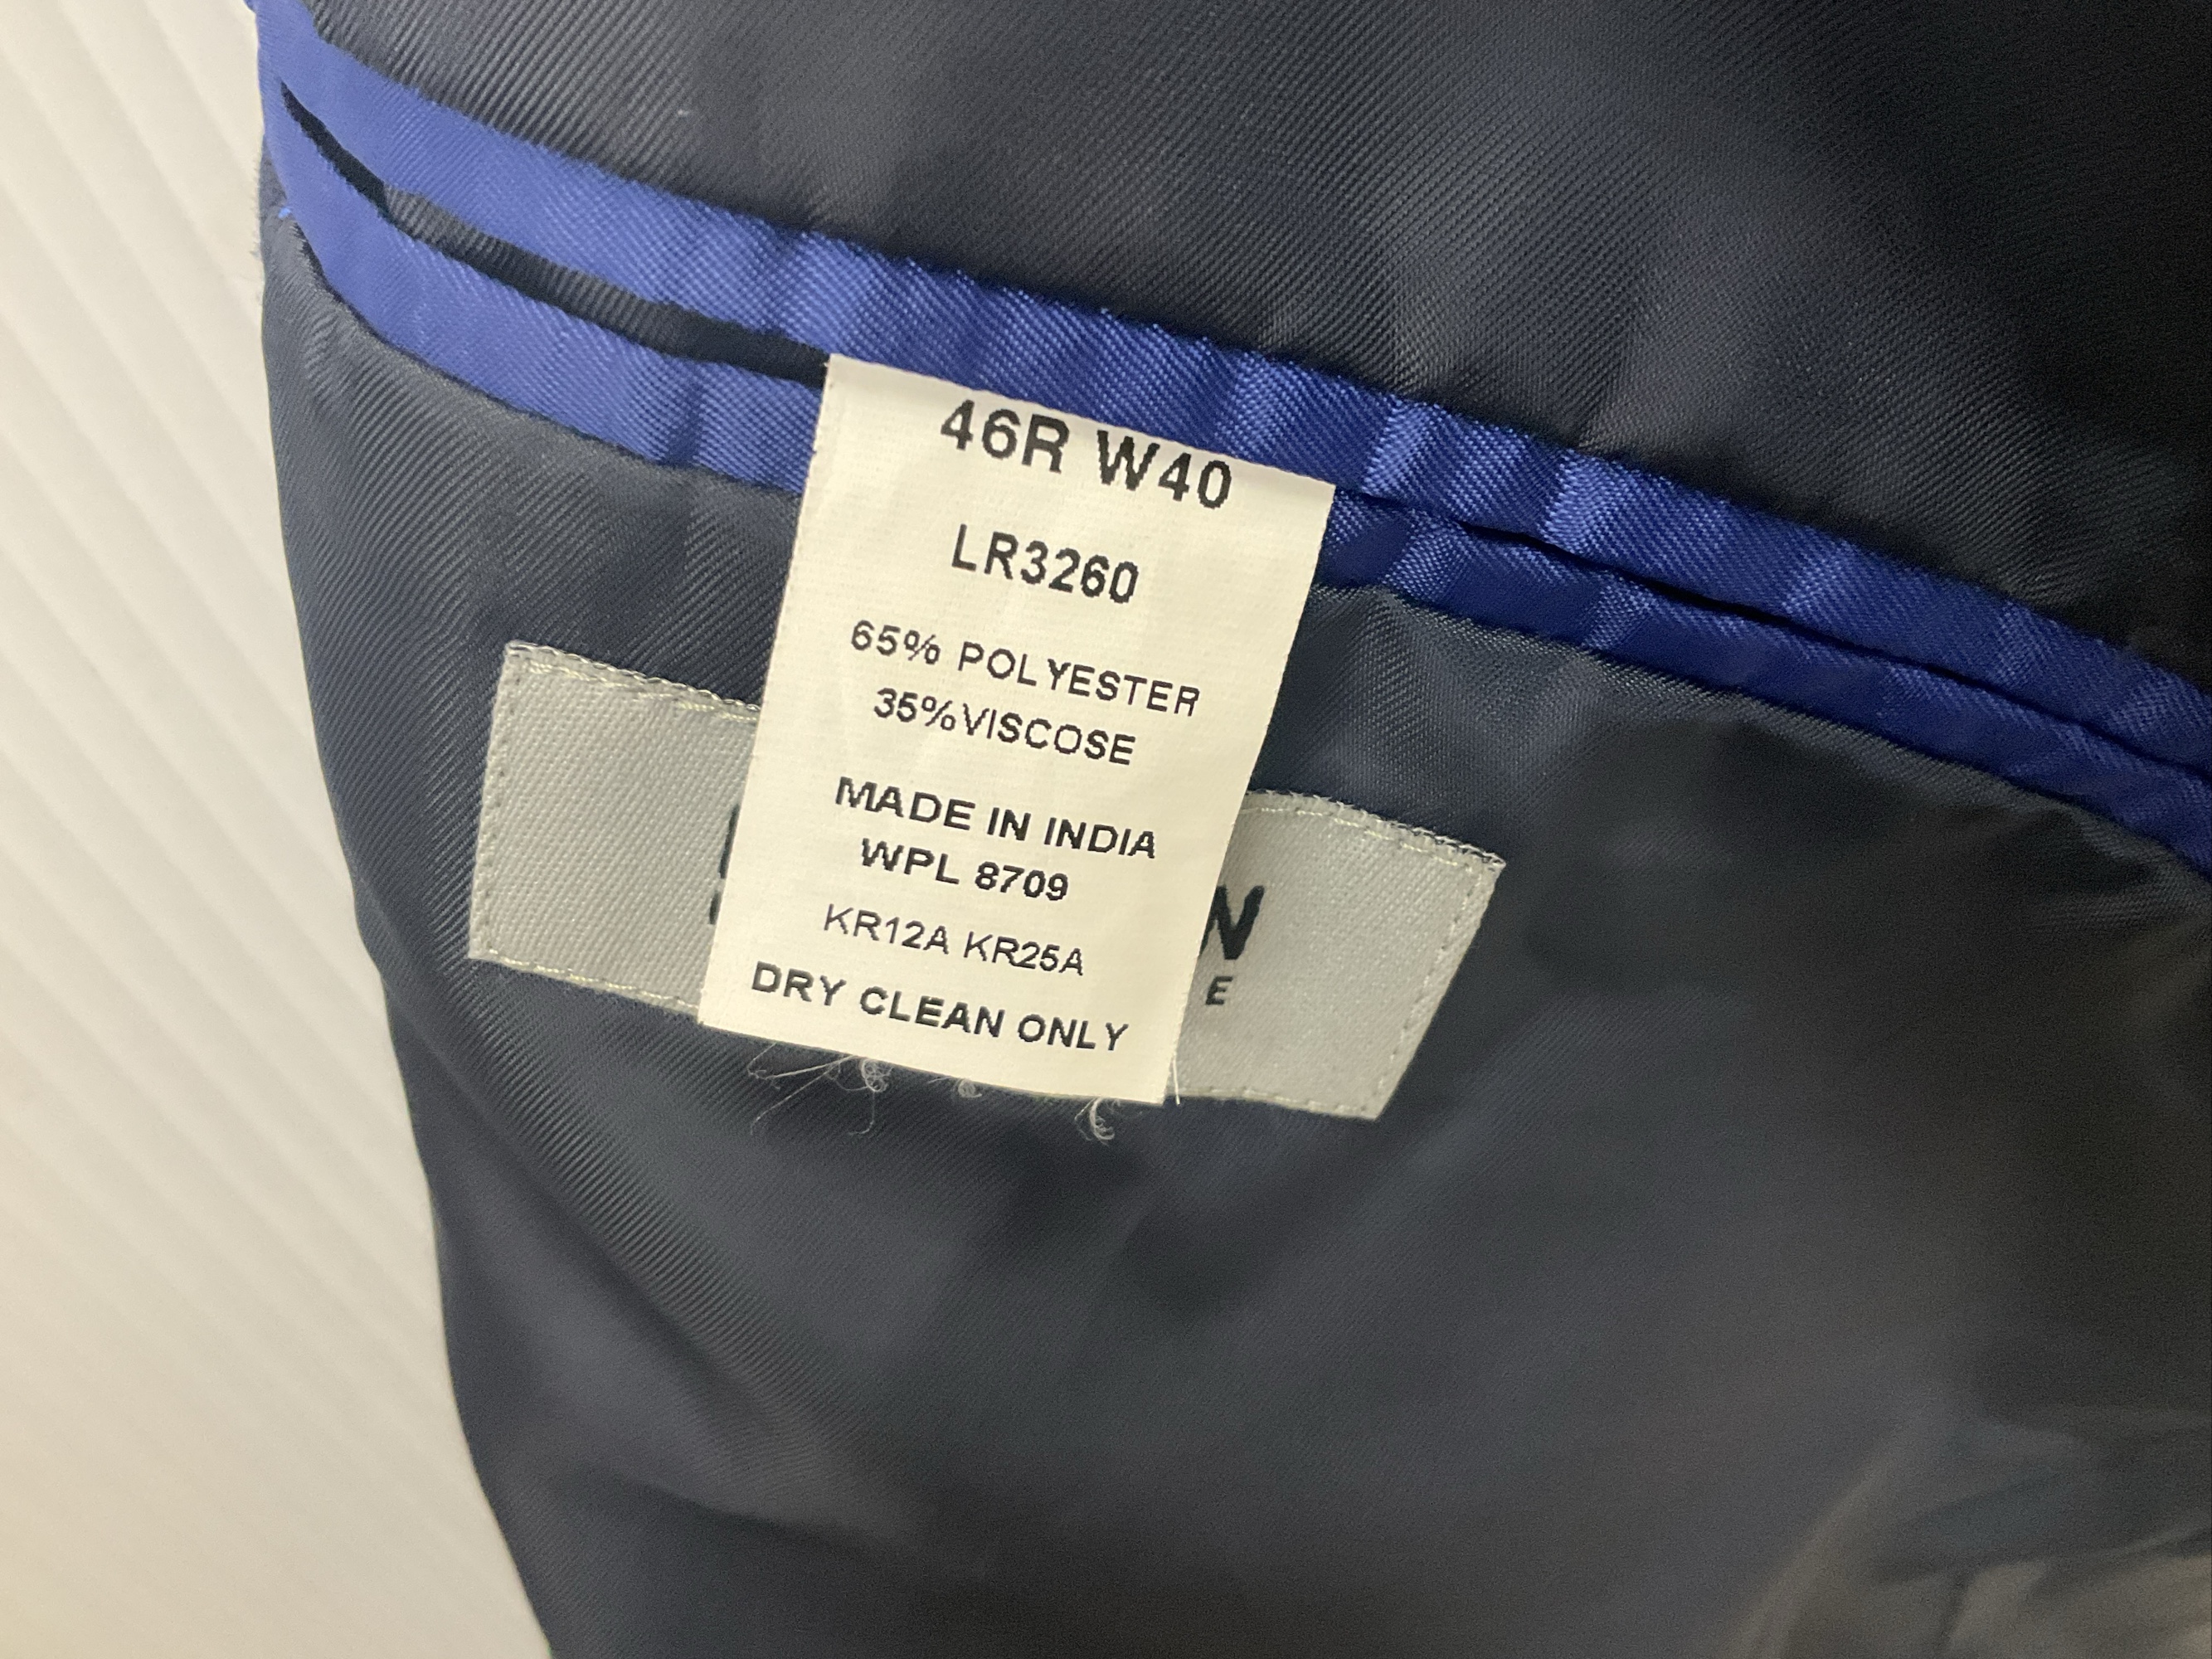 46R W40
LR3260
65% POLYESTER
35%VISCOSE
MADE IN INDIA
WPL 8709
KR12A KR25A
DRY CLEAN ONLY